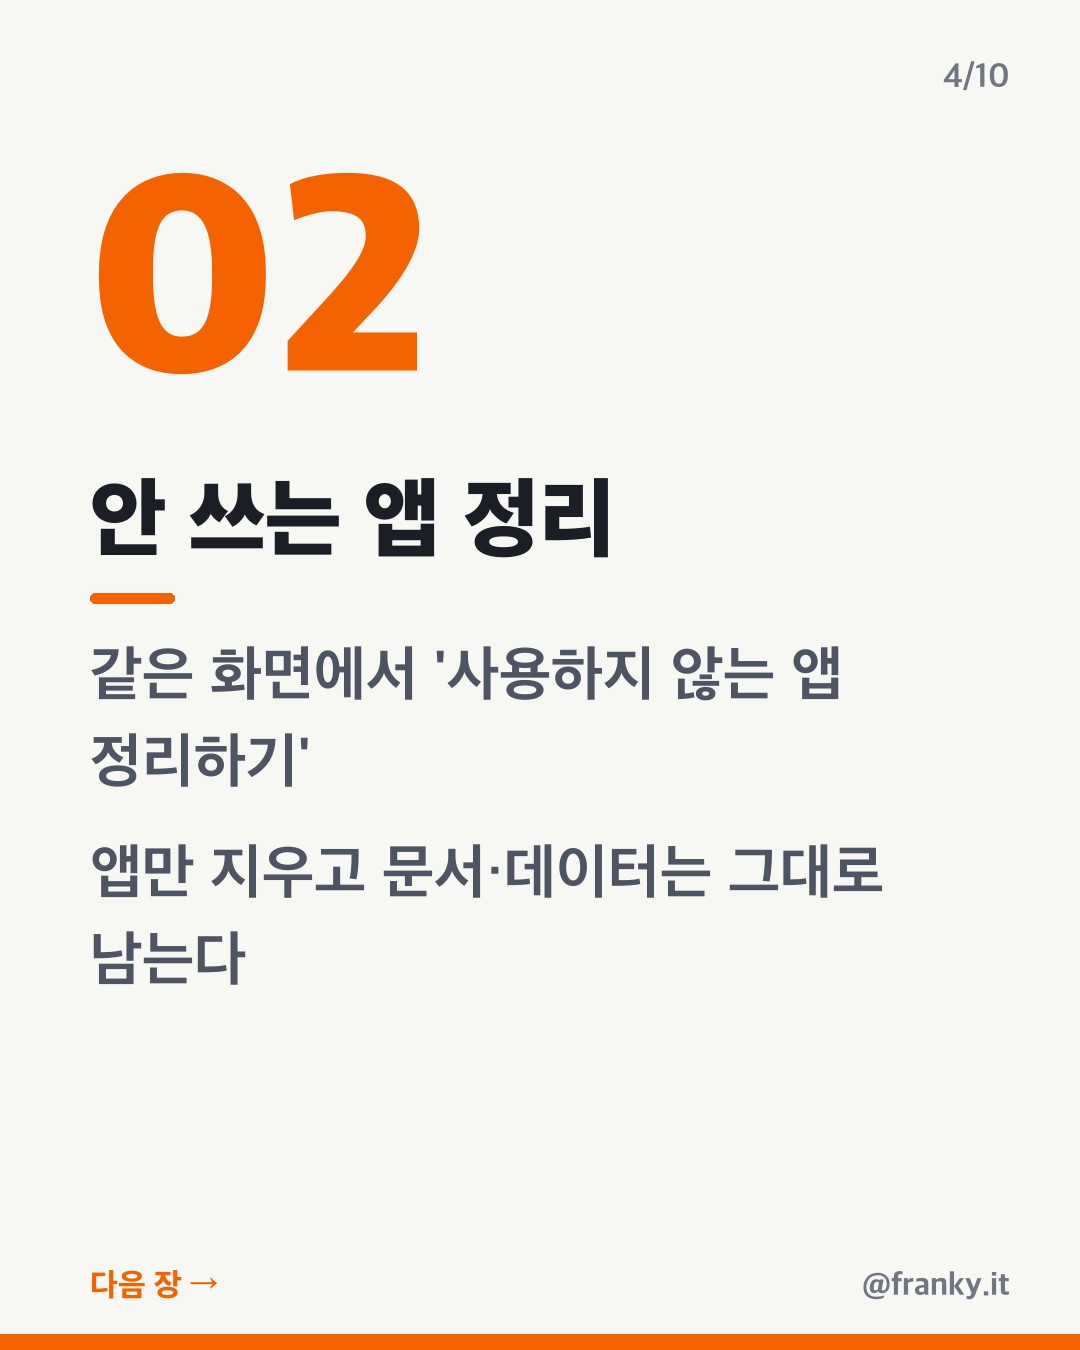 4/10
02
안 쓰는 앱 정리
같은 화면에서 '사용하지 않는 앱
정리하기'
앱만 지우고 문서·데이터는 그대로
남는다
다음 장 →
@franky.it